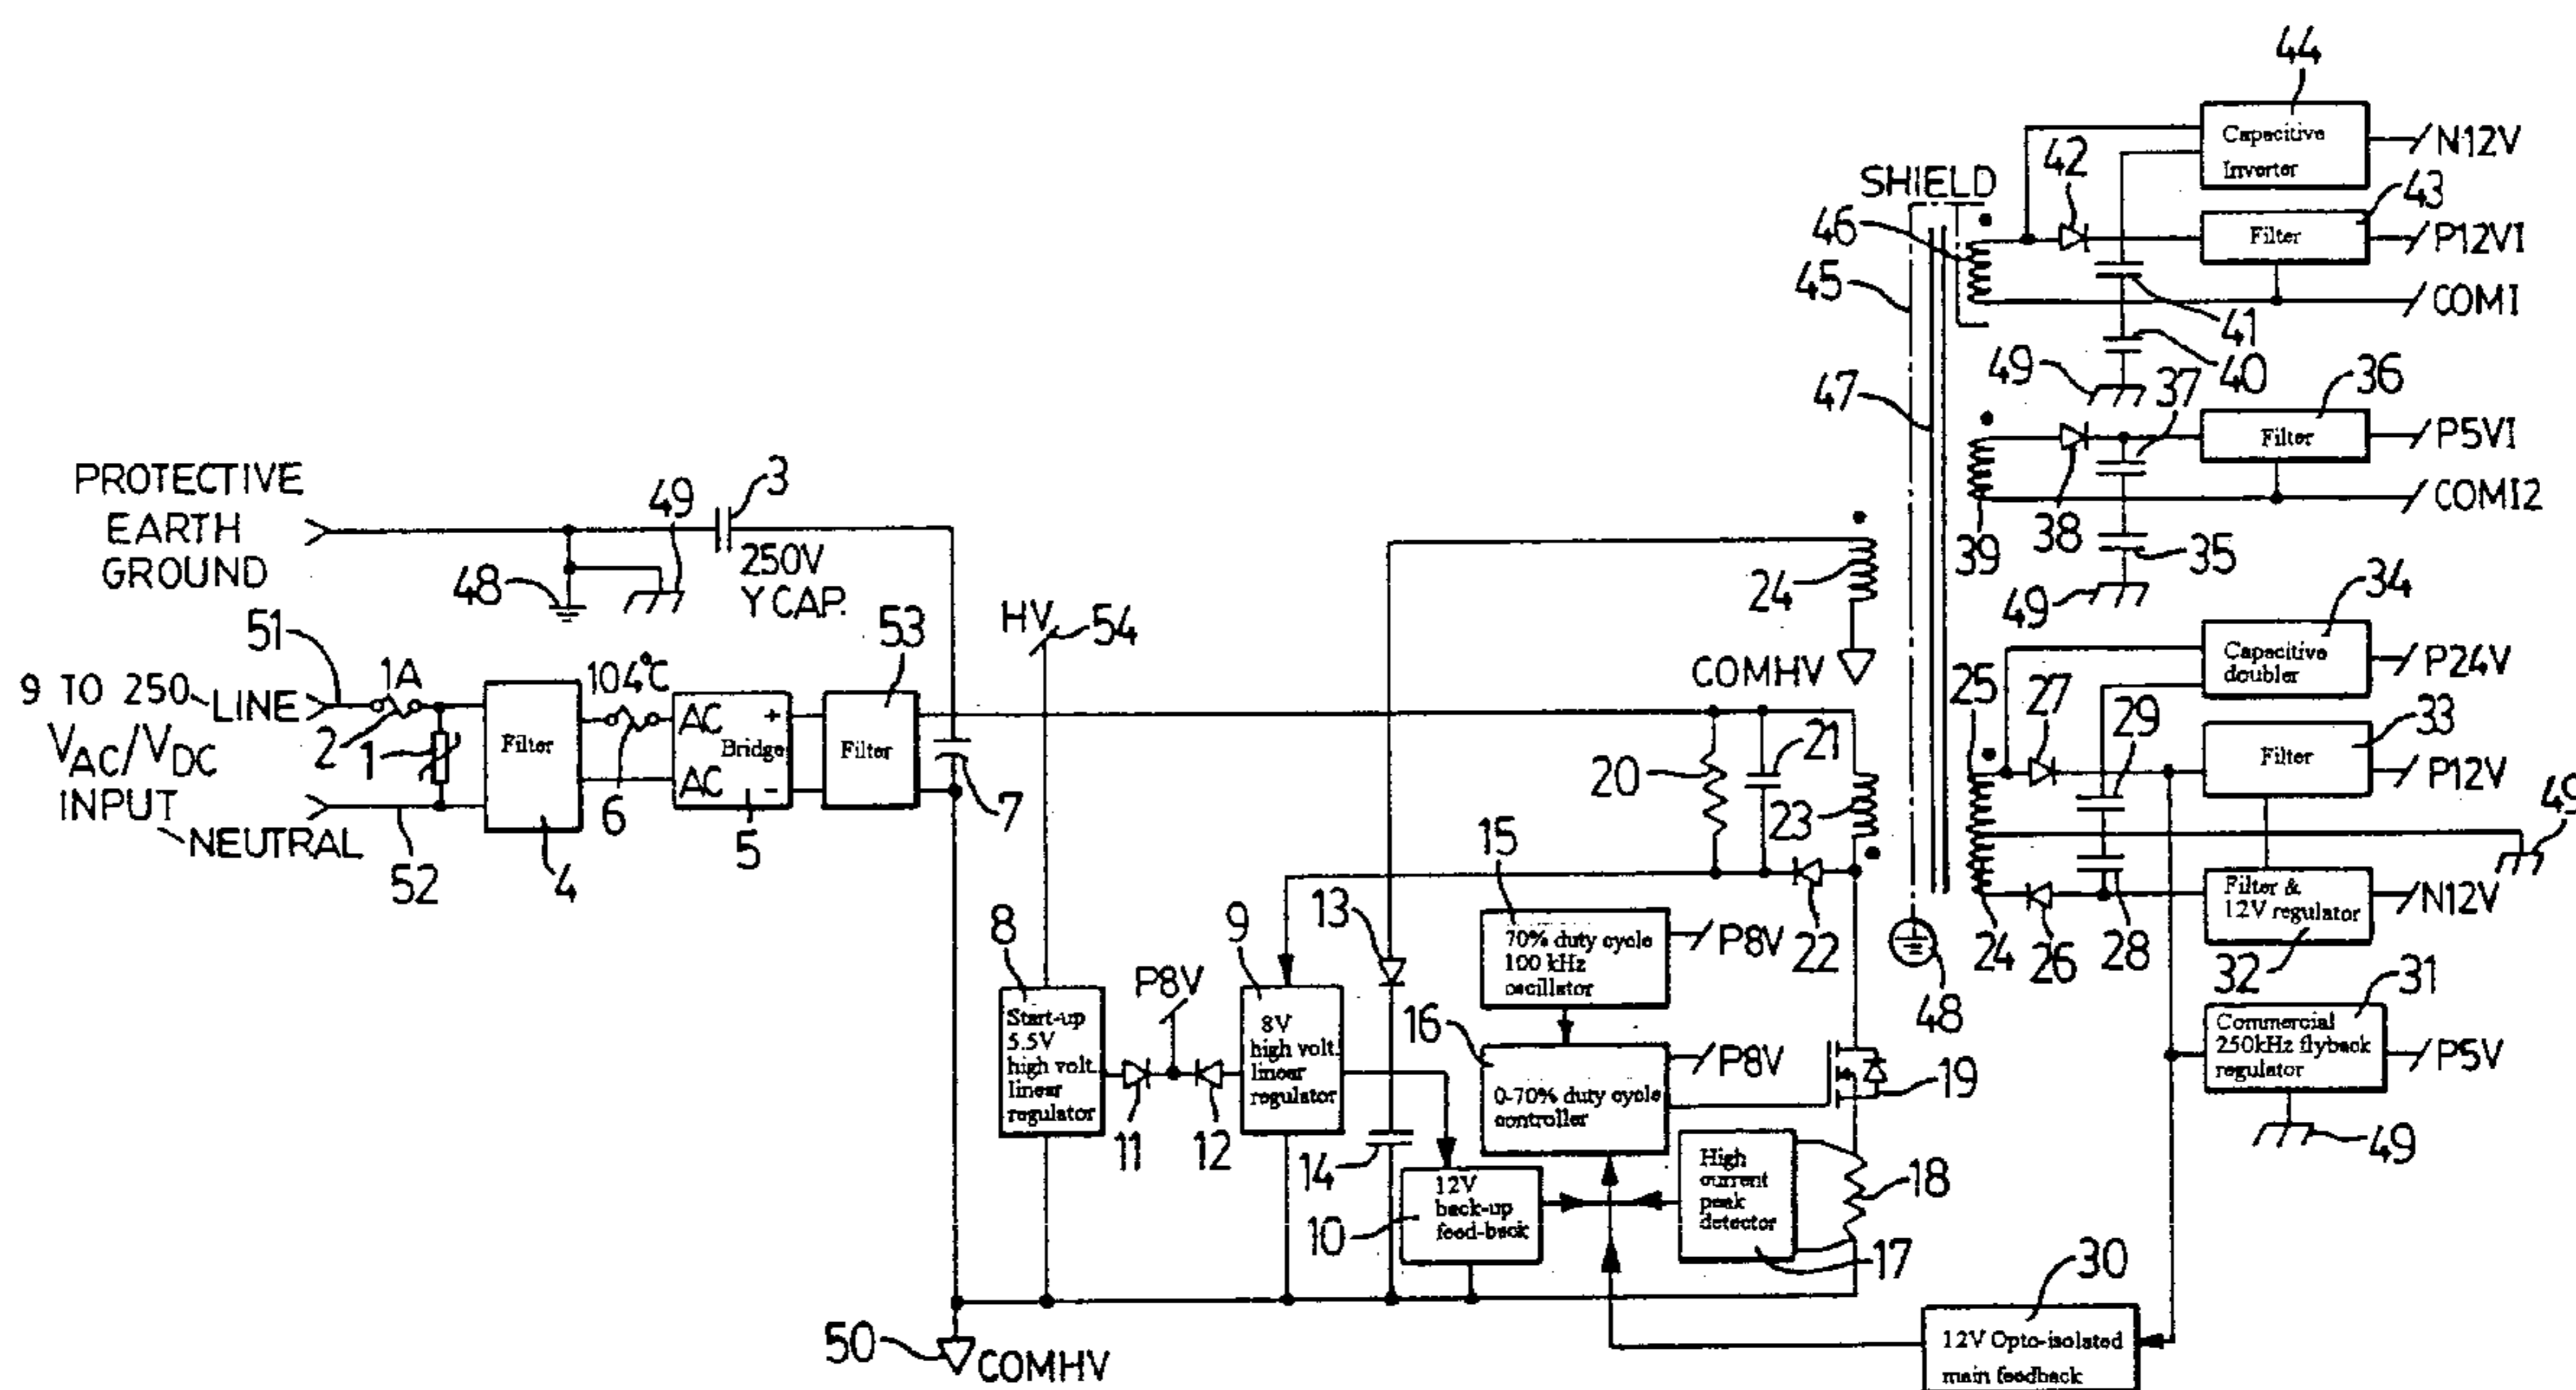 44
Capacitive
Inverter
N12V
42
SHIELD
43
46
Filter
P12VI
45
COMI
41
40
49
37
36
47
Filter
P5VI
COMI2
39
38
35
49
PROTECTIVE
EARTH
GROUND
49
3
250V
Y CAP.
48
24
COMHV
34
Capacitive
doubler
P24V
51
1A
104°C
53
HV
54
9 TO 250
LINE
VAC/VDC
INPUT
NEUTRAL
2
1
Filter
6
AC
+
Bridge
AC
-
Filter
7
5
4
52
25
27
29
33
Filter
P12V
20
21
23
49
15
70% duty cycle
100 kHz
oscillator
P8V
22
24
26
28
Filter &
12V regulator
N12V
32
48
8
Start-up
5.5V
high volt.
linear
regulator
P8V
11
12
9
8V
high volt.
linear
regulator
13
14
16
0-70% duty cycle
controller
P8V
19
31
Commercial
250kHz flyback
regulator
P5V
49
12V
back-up
feed-back
10
High
current
peak
detector
18
17
30
12V Opto-isolated
main feedback
50
COMHV